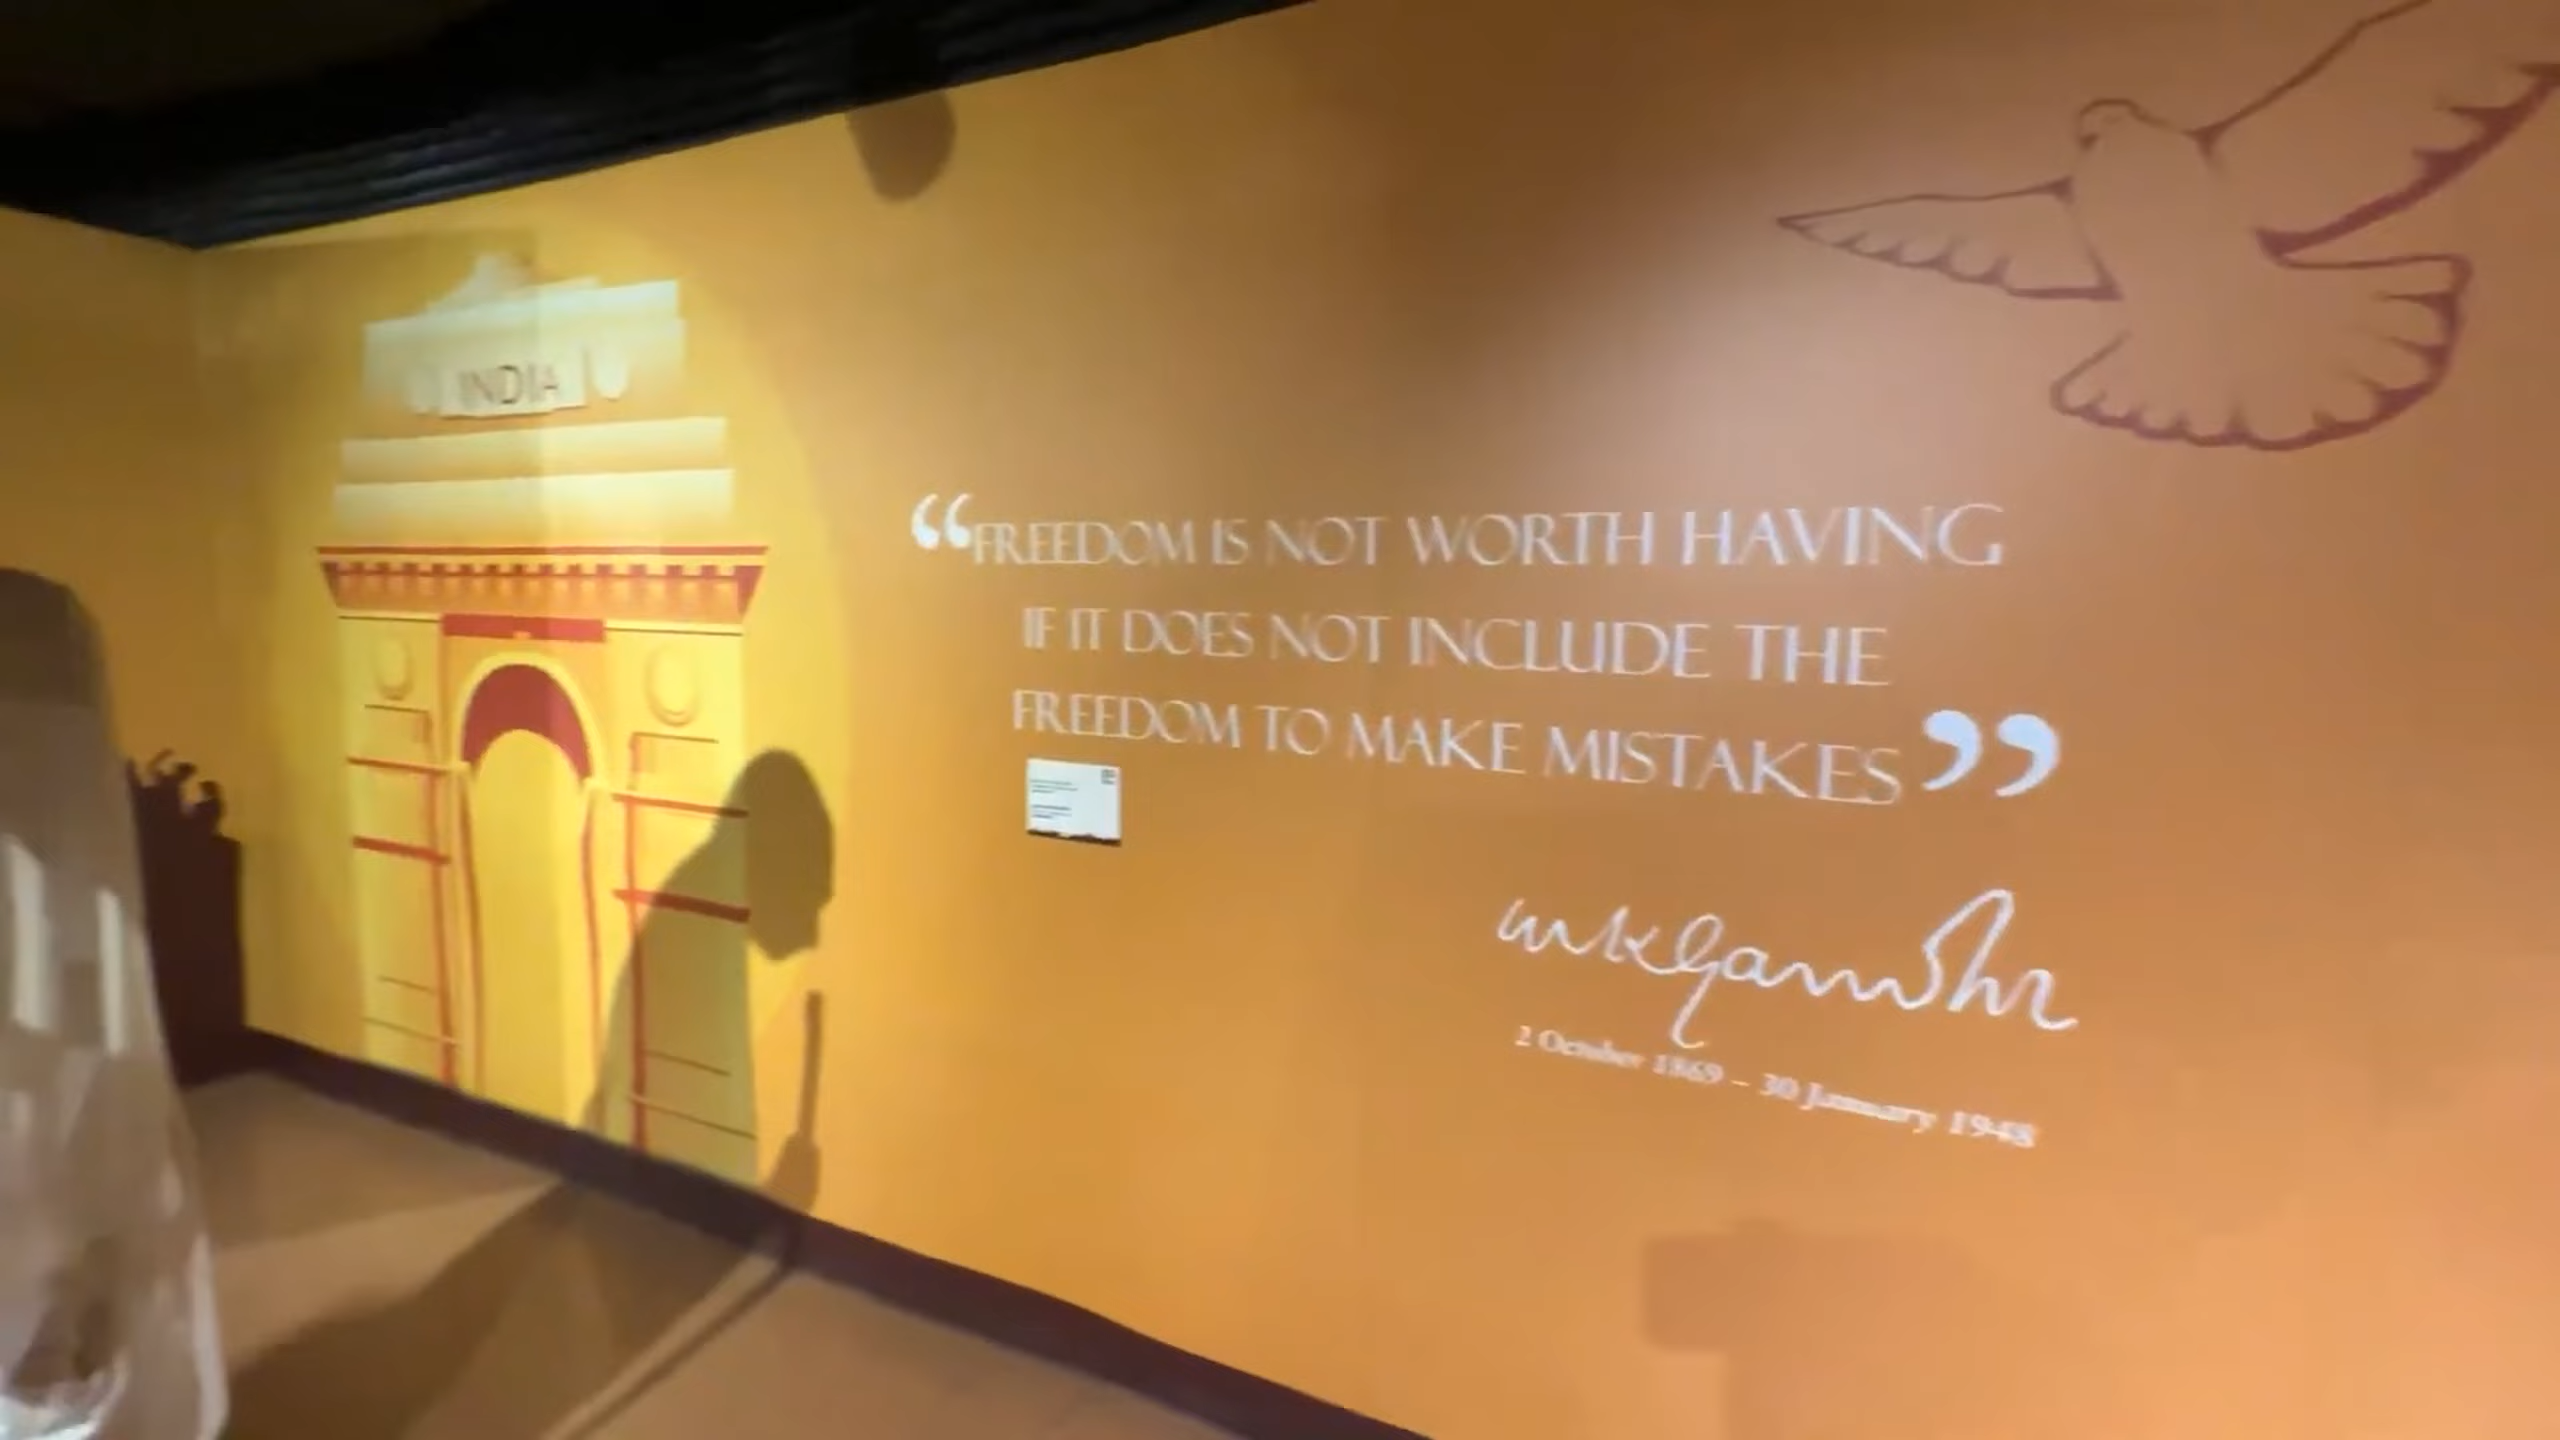 INDIA
“FREEDOM IS NOT WORTH HAVING
IF IT DOES NOT INCLUDE THE
FREEDOM TO MAKE MISTAKES”
mkgandhi
2 October 1869 – 30 January 1948